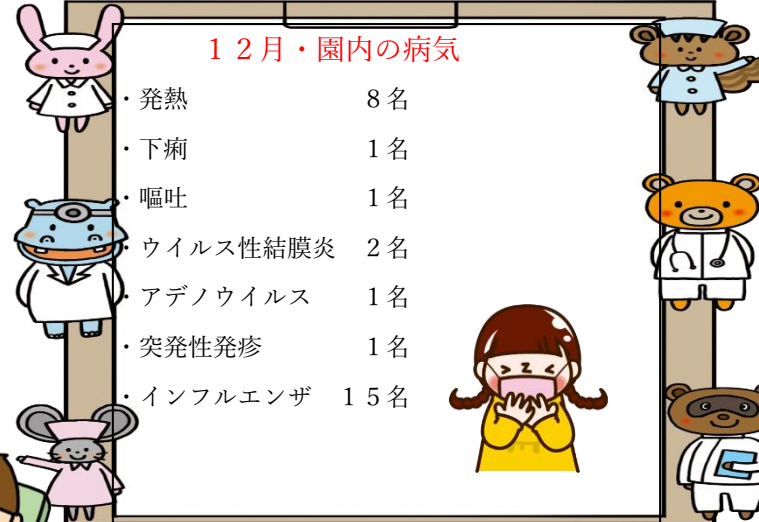 １２月・園内の病気
・発熱　　　　　　　８名
・下痢　　　　　　　１名
・嘔吐　　　　　　　１名
・ウイルス性結膜炎　２名
・アデノウイルス　　１名
・突発性発疹　　　　１名
・インフルエンザ　１５名